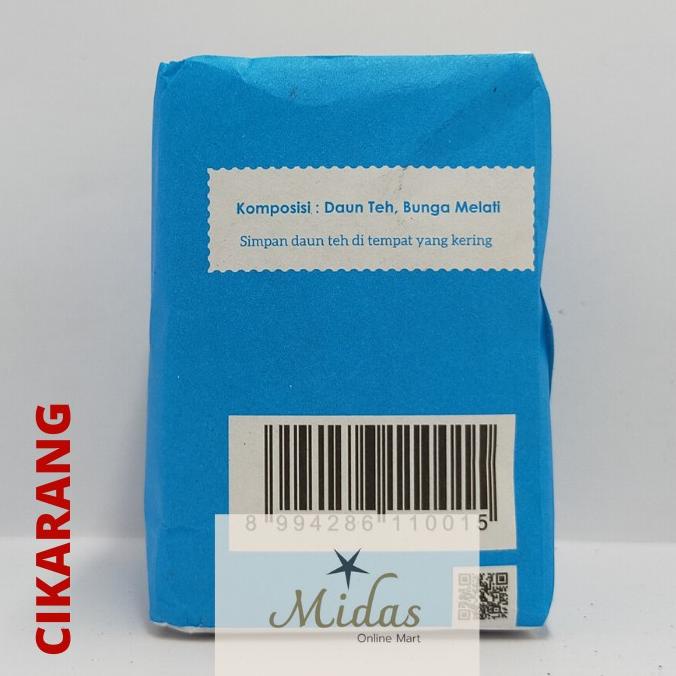 Komposisi : Daun Teh, Bunga Melati
Simpan daun teh di tempat yang kering
8 994286 110015
Midas
Online Mart
CIKARANG